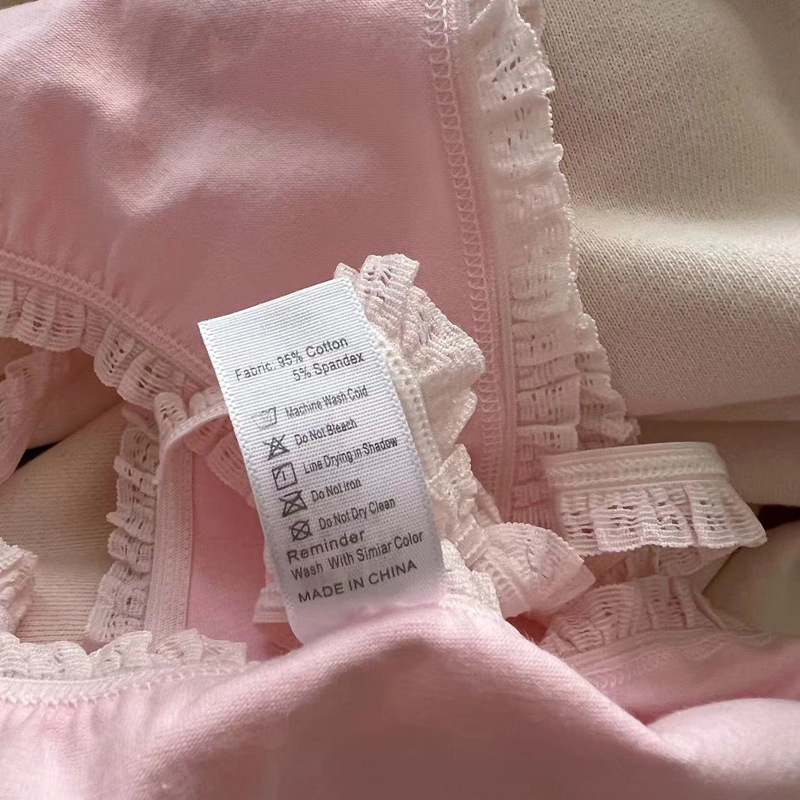 Fabric: 95% Cotton
5% Spandex
Machine Wash Cold
Do Not Bleach
Line Drying in Shadow
Do Not Iron
Do Not Dry Clean
Reminder
Wash With Simiar Color
MADE IN CHINA